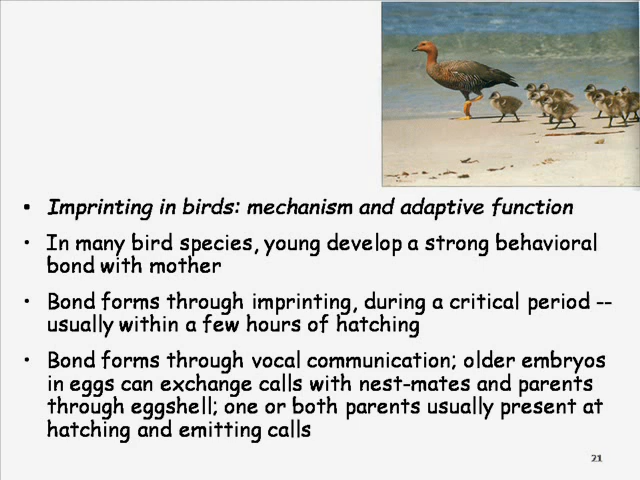 • Imprinting in birds: mechanism and adaptive function
• In many bird species, young develop a strong behavioral
bond with mother
• Bond forms through imprinting, during a critical period --
usually within a few hours of hatching
• Bond forms through vocal communication; older embryos
in eggs can exchange calls with nest-mates and parents
through eggshell; one or both parents usually present at
hatching and emitting calls
21